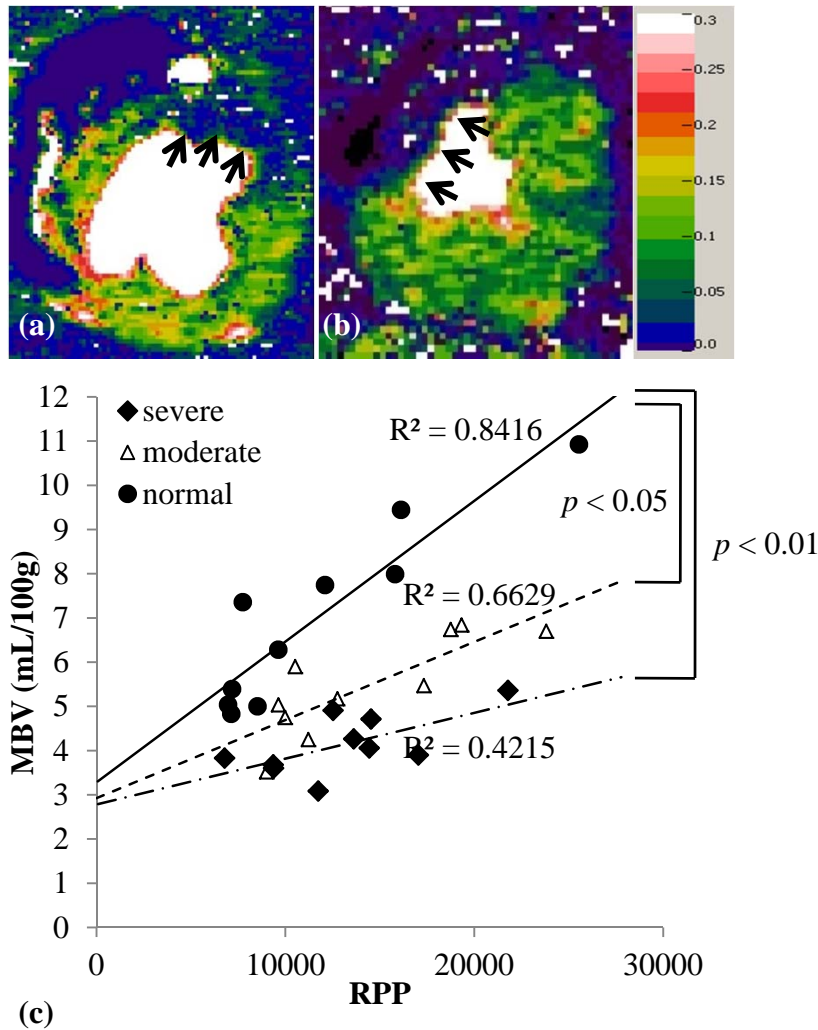 0.3
0.25
0.2
0.15
0.1
0.05
0.0
(a)
(b)
12
11
10
9
8
7
6
5
4
3
2
1
0
MBV (mL/100g)
severe
moderate
normal
R² = 0.8416
p < 0.05
p < 0.01
R² = 0.6629
R² = 0.4215
0 10000 20000 30000
RPP
(c)